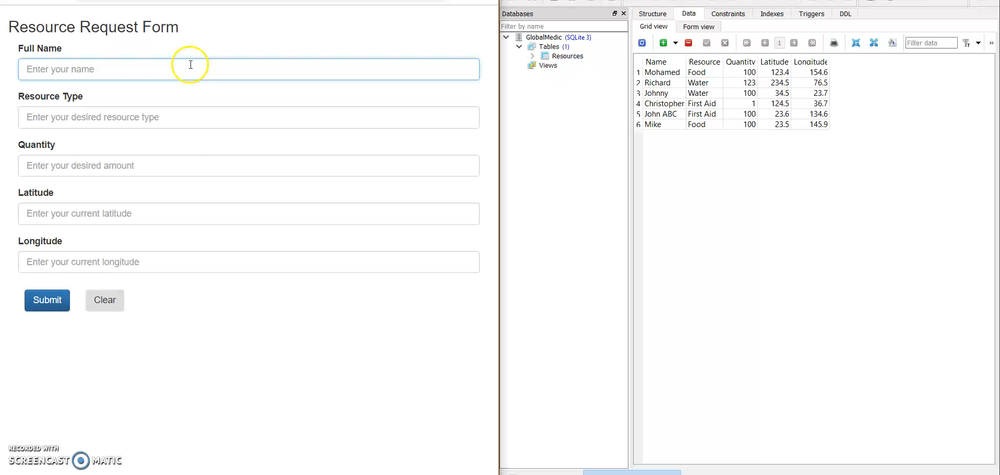 Resource Request Form
Full Name
Enter your name
Resource Type
Enter your desired resource type
Quantity
Enter your desired amount
Latitude
Enter your current latitude
Longitude
Enter your current longitude
Submit Clear
RECORDED WITH
SCREENCAST MATIC
Databases
Filter by name
GlobalMedic (SQLite 3)
Tables (1)
Resources
Views
Structure Data Constraints Indexes Triggers DDL
Grid view Form view
1 Filter data »
Name Resource Quantity Latitude Longitude
1 Mohamed Food 100 123.4 154.6
2 Richard Water 123 234.5 76.5
3 Johnny Water 100 34.5 23.7
4 Christopher First Aid 1 124.5 36.7
5 John ABC First Aid 100 23.6 134.6
6 Mike Food 100 23.5 145.9